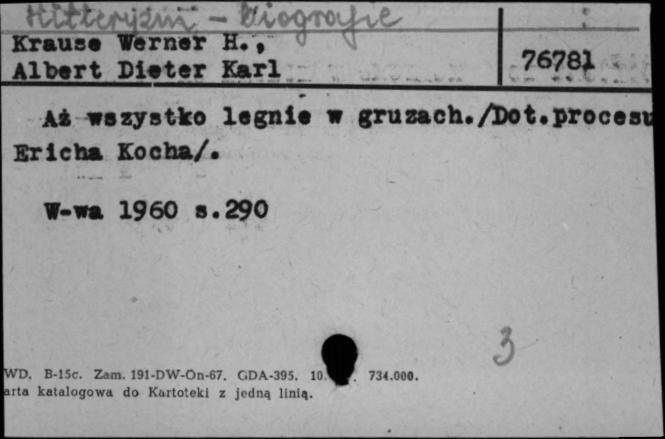 Hitleryzm - biografie
Krause Werner H.,
Albert Dieter Karl
76781
Aż wszystko legnie w gruzach./Dot.procesu
Ericha Kocha/.
W-wa 1960 s.290
3
WD. B-15c. Zam. 191-DW-On-67. GDA-395. 10. 734.000.
arta katalogowa do Kartoteki z jedną linią.